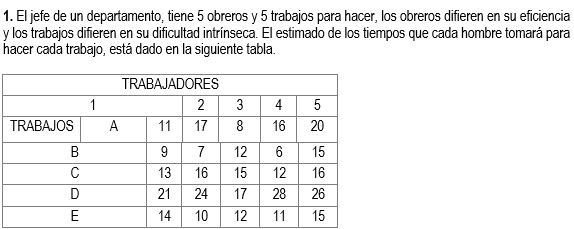 1. El jefe de un departamento, tiene 5 obreros y 5 trabajos para hacer, los obreros difieren en su eficiencia
y los trabajos difieren en su dificultad intrínseca. El estimado de los tiempos que cada hombre tomará para
hacer cada trabajo, está dado en la siguiente tabla.
TRABAJADORES
1 2 3 4 5
TRABAJOS A 11 17 8 16 20
B 9 7 12 6 15
C 13 16 15 12 16
D 21 24 17 28 26
E 14 10 12 11 15